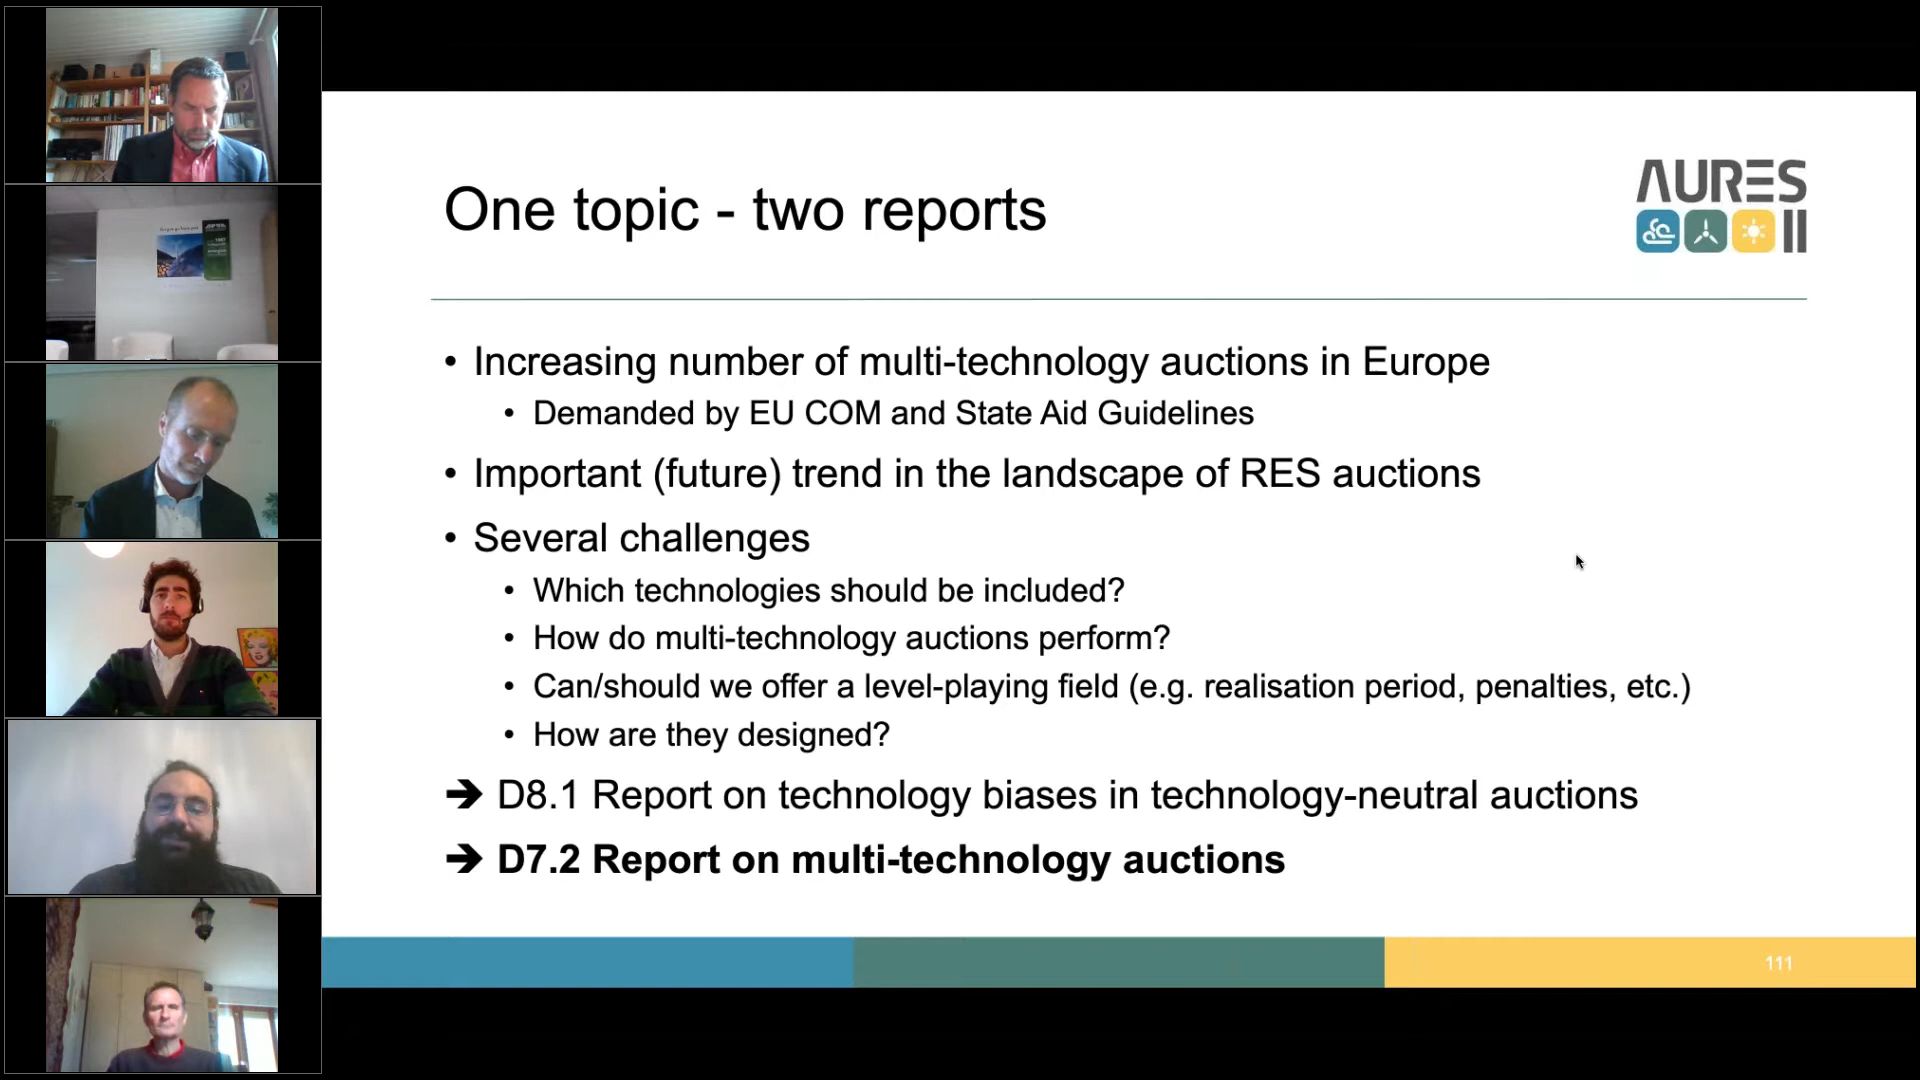 AURES
II
One topic - two reports
• Increasing number of multi-technology auctions in Europe
• Demanded by EU COM and State Aid Guidelines
• Important (future) trend in the landscape of RES auctions
• Several challenges
• Which technologies should be included?
• How do multi-technology auctions perform?
• Can/should we offer a level-playing field (e.g. realisation period, penalties, etc.)
• How are they designed?
➔ D8.1 Report on technology biases in technology-neutral auctions
➔ D7.2 Report on multi-technology auctions
111